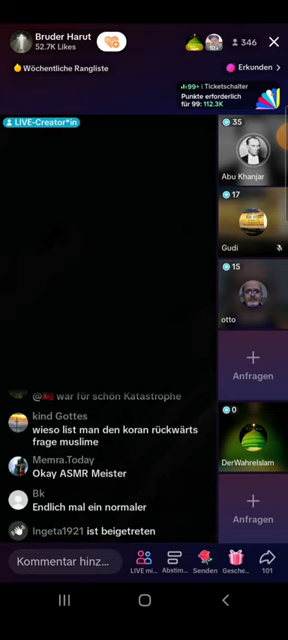 Bruder Harut
52.7K Likes
346
Wöchentliche Rangliste
Erkunden >
99+ | Ticketschalter
Punkte erforderlich
für 99: 112.3K
LIVE-Creator*in
35
Abu Khanjar
17
Gudi
15
otto
Anfragen
0
DerWahreIslam
Anfragen
war für schön Katastrophe
kind Gottes
wieso list man den koran rückwärts
frage muslime
Memra.Today
Okay ASMR Meister
Bk
Endlich mal ein normaler
Ingeta1921 ist beigetreten
Kommentar hinz...
LIVE mi...
Abstim...
Senden
Gesche...
101